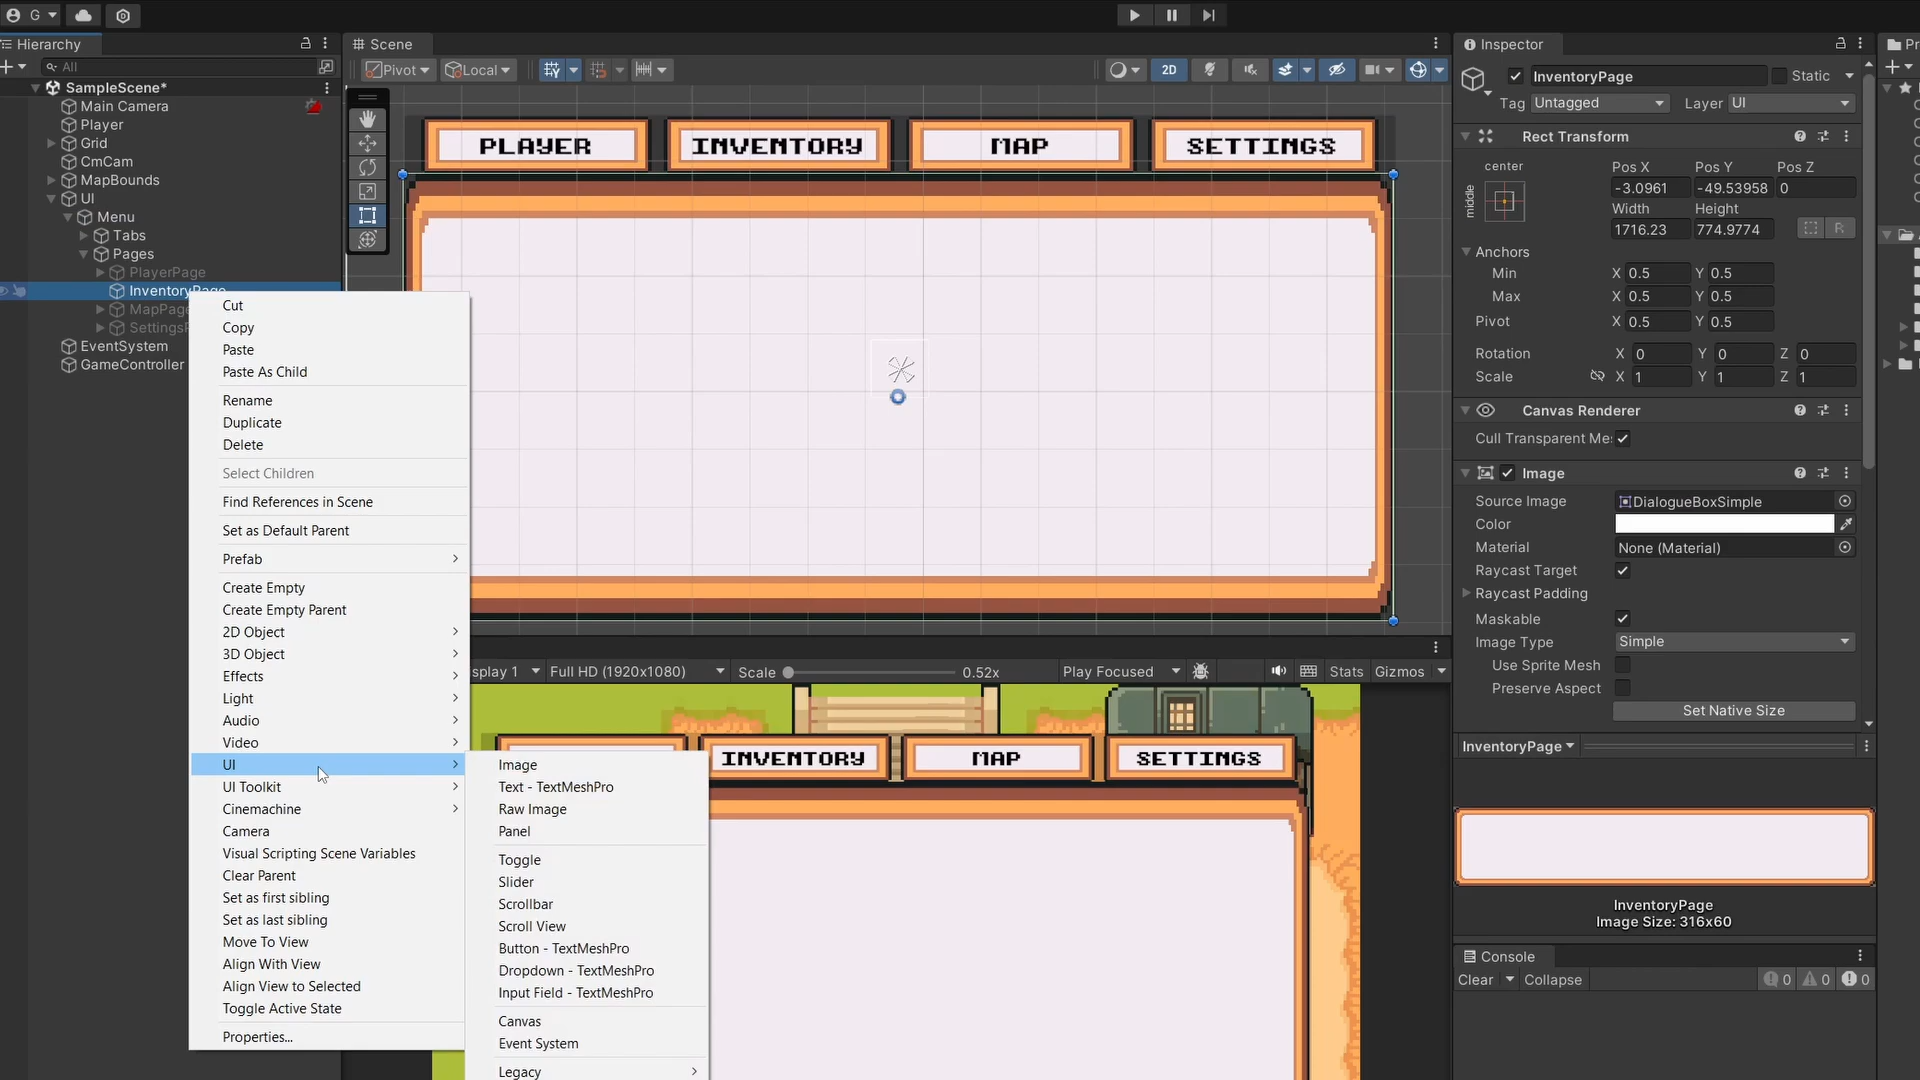 G
Hierarchy
All
SampleScene*
Main Camera
Player
Grid
CmCam
MapBounds
UI
Menu
Tabs
Pages
PlayerPage
InventoryPage
MapPage
EventSystem
GameController
Cut
Copy
Paste
Paste As Child
Rename
Duplicate
Delete
Select Children
Find References in Scene
Set as Default Parent
Prefab
Create Empty
Create Empty Parent
2D Object
3D Object
Effects
Light
Audio
Video
UI
UI Toolkit
Cinemachine
Camera
Visual Scripting Scene Variables
Clear Parent
Set as first sibling
Set as last sibling
Move To View
Align With View
Align View to Selected
Toggle Active State
Properties...
Image
Text - TextMeshPro
Raw Image
Panel
Toggle
Slider
Scrollbar
Scroll View
Button - TextMeshPro
Dropdown - TextMeshPro
Input Field - TextMeshPro
Canvas
Event System
Legacy
Scene
Pivot
Local
2D
PLAYER INVENTORY MAP SETTINGS
splay 1 Full HD (1920x1080) Scale 0.52x Play Focused Stats Gizmos
INVENTORY MAP SETTINGS
Inspector
InventoryPage Static
Tag Untagged Layer UI
Rect Transform
center
middle
Pos X Pos Y Pos Z
-3.0961 -49.53958 0
Width Height
1716.23 774.9774
R
Anchors
Min X 0.5 Y 0.5
Max X 0.5 Y 0.5
Pivot X 0.5 Y 0.5
Rotation X 0 Y 0 Z 0
Scale X 1 Y 1 Z 1
Canvas Renderer
Cull Transparent Me
Image
Source Image DialogueBoxSimple
Color
Material None (Material)
Raycast Target
Raycast Padding
Maskable
Image Type Simple
Use Sprite Mesh
Preserve Aspect
Set Native Size
InventoryPage
InventoryPage
Image Size: 316x60
Console
Clear Collapse 0 0 0
Pr